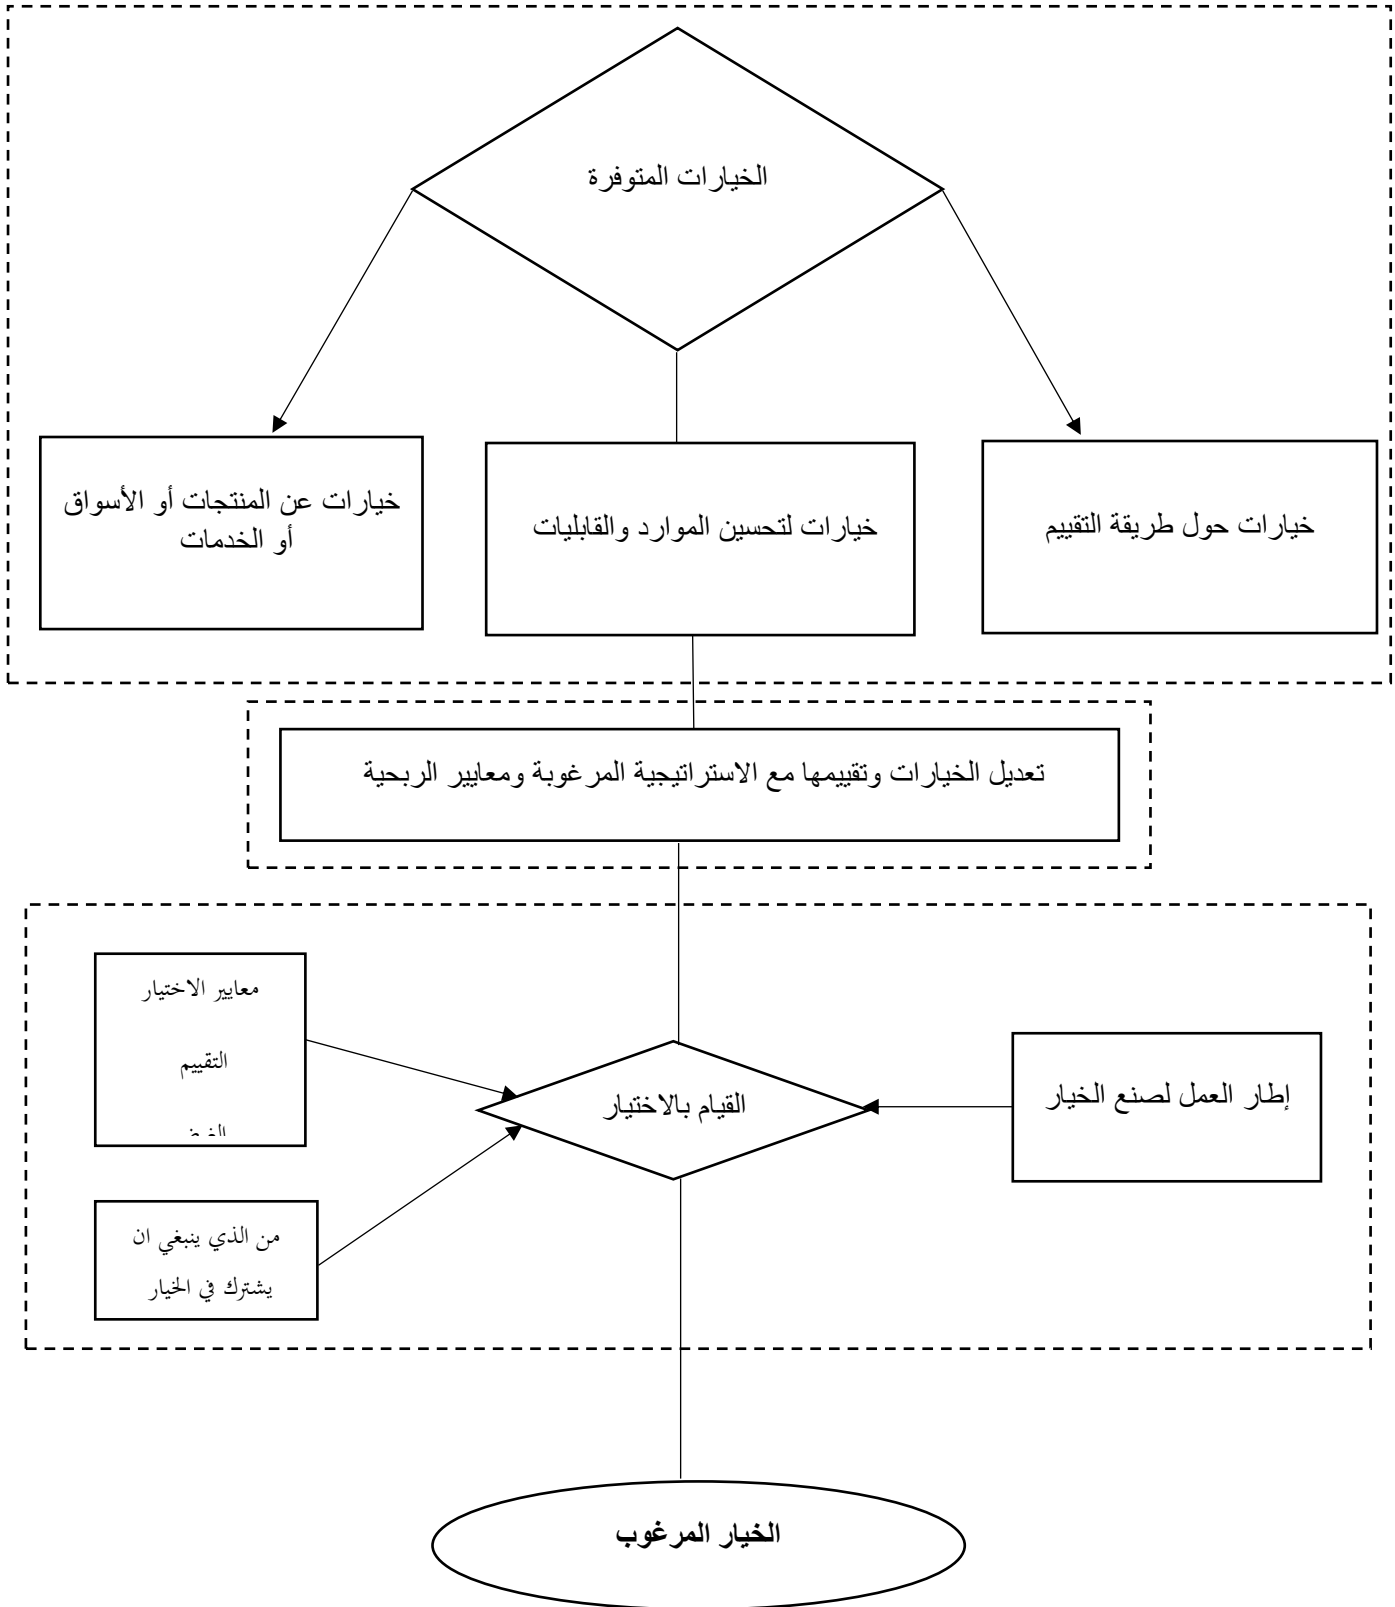 الخيارات المتوفرة
خيارات حول طريقة التقييم
خيارات لتحسين الموارد والقابليات
خيارات عن المنتجات أو الأسواق
أو الخدمات
تعديل الخيارات وتقييمها مع الاستراتيجية المرغوبة ومعايير الربحية
معايير الاختيار
التقييم
إطار العمل لصنع الخيار
القيام بالاختيار
من الذي ينبغي ان
يشترك في الخيار
الخيار المرغوب